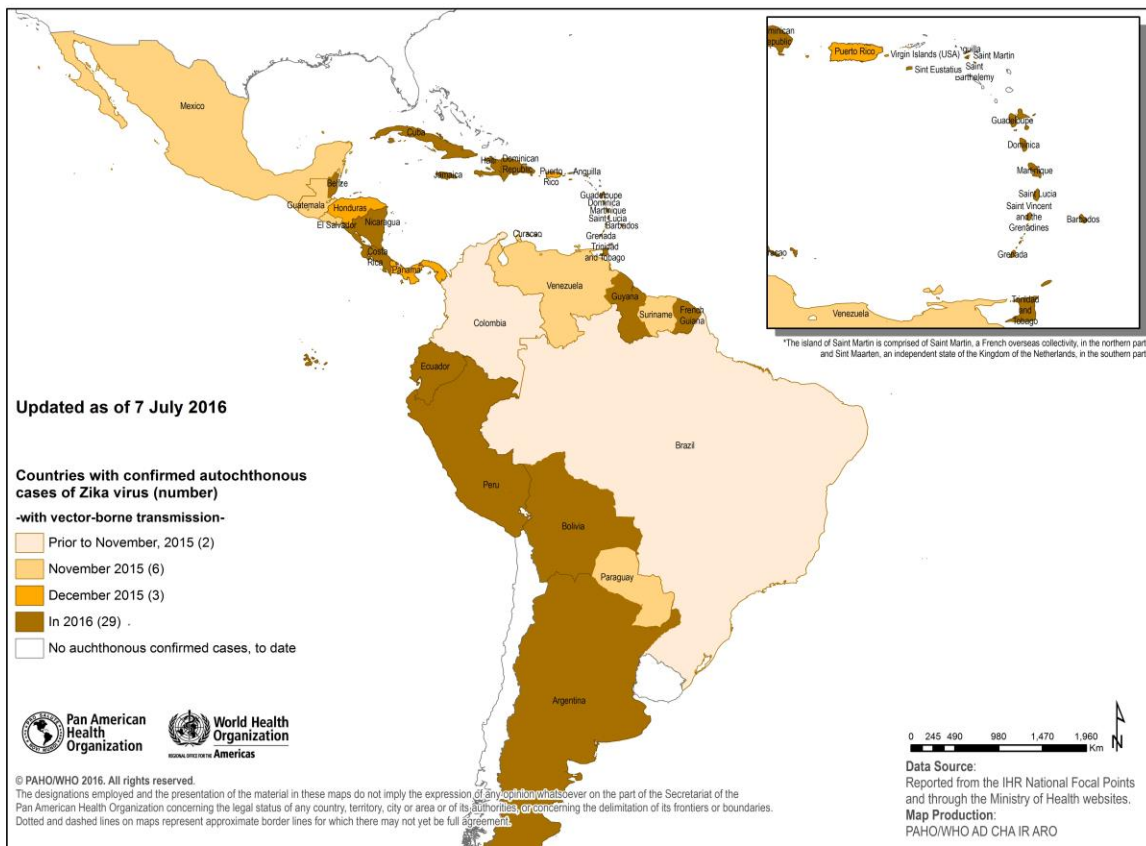 Mexico
Cuba
Haiti
Dominican
Republic
Jamaica
Puerto
Rico
Anguilla
Belize
Guatemala
Honduras
El Salvador
Nicaragua
Guadeloupe
Dominica
Martinique
Saint Lucia
Barbados
Grenada
Curacao
Trinidad
and Tobago
Costa
Rica
Panama
Venezuela
Guyana
Suriname
French
Guiana
Colombia
Ecuador
Brazil
Peru
Bolivia
Paraguay
Argentina
Puerto Rico
Virgin Islands (USA)
Saint Martin
Sint Eustatius
Saint
Barthelemy
Guadeloupe
Dominica
Martinique
Saint Lucia
Saint Vincent
and the
Grenadines
Barbados
Grenada
Trinidad
and
Tobago
Venezuela
*The island of Saint Martin is comprised of Saint Martin, a French overseas collectivity, in the northern part
and Sint Maarten, an independent state of the Kingdom of the Netherlands, in the southern part
Updated as of 7 July 2016
Countries with confirmed autochthonous
cases of Zika virus (number)
-with vector-borne transmission-
Prior to November, 2015 (2)
November 2015 (6)
December 2015 (3)
In 2016 (29) .
No auchthonous confirmed cases, to date
Pan American
Health
Organization
World Health
Organization
REGIONAL OFFICE FOR THE Americas
© PAHO/WHO 2016. All rights reserved.
The designations employed and the presentation of the material in these maps do not imply the expression of any opinion whatsoever on the part of the Secretariat of the
Pan American Health Organization concerning the legal status of any country, territory, city or area or of its authorities, or concerning the delimitation of its frontiers or boundaries.
Dotted and dashed lines on maps represent approximate border lines for which there may not yet be full agreement.
N
0 245 490 980 1,470 1,960
Km
Data Source:
Reported from the IHR National Focal Points
and through the Ministry of Health websites.
Map Production:
PAHO/WHO AD CHA IR ARO